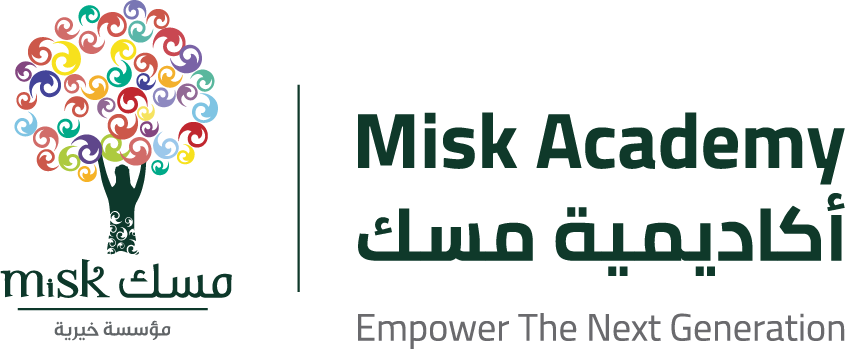 misk مسك
مؤسسة خيرية
Misk Academy
أكاديمية مسك
Empower The Next Generation